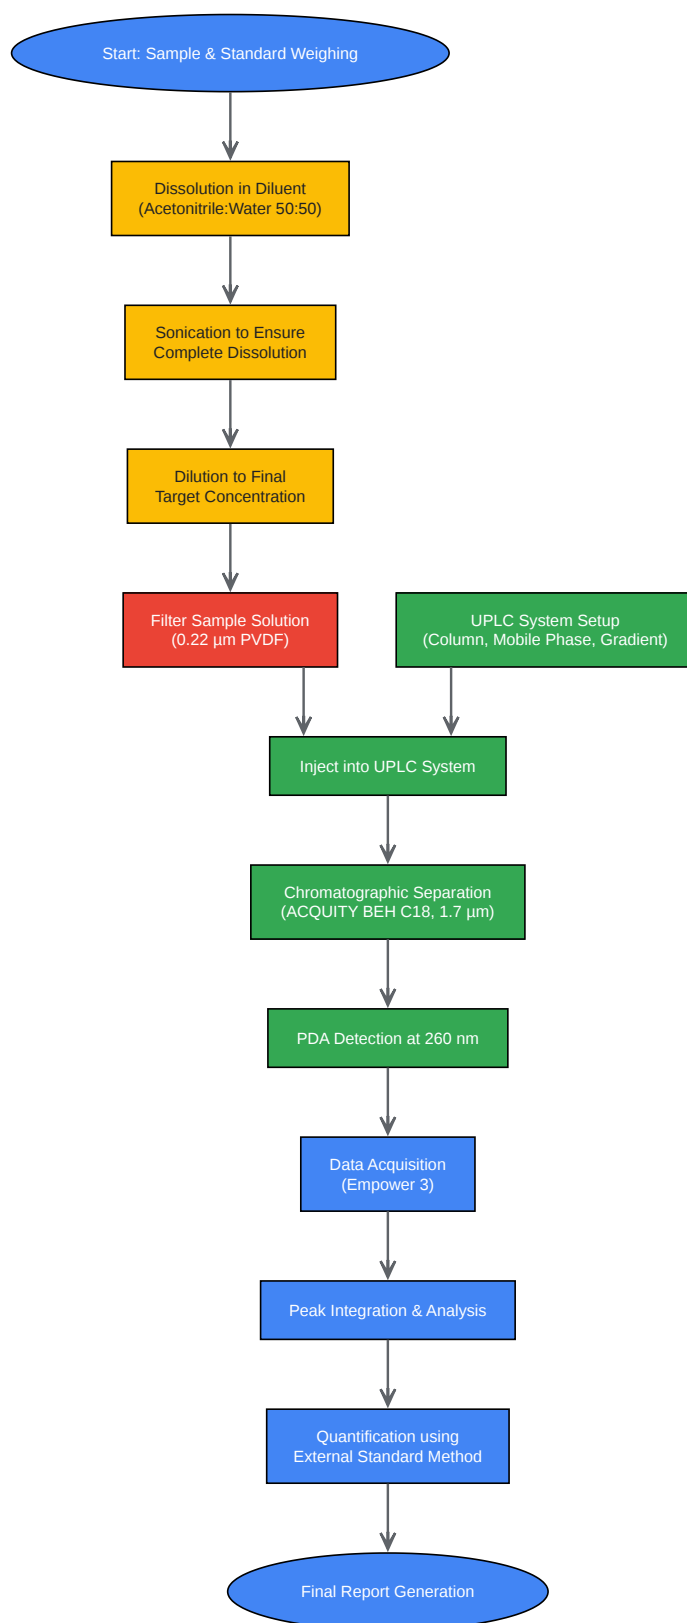 Start: Sample & Standard Weighing
Dissolution in Diluent
(Acetonitrile:Water 50:50)
Sonication to Ensure
Complete Dissolution
Dilution to Final
Target Concentration
Filter Sample Solution
(0.22 µm PVDF)
UPLC System Setup
(Column, Mobile Phase, Gradient)
Inject into UPLC System
Chromatographic Separation
(ACQUITY BEH C18, 1.7 µm)
PDA Detection at 260 nm
Data Acquisition
(Empower 3)
Peak Integration & Analysis
Quantification using
External Standard Method
Final Report Generation